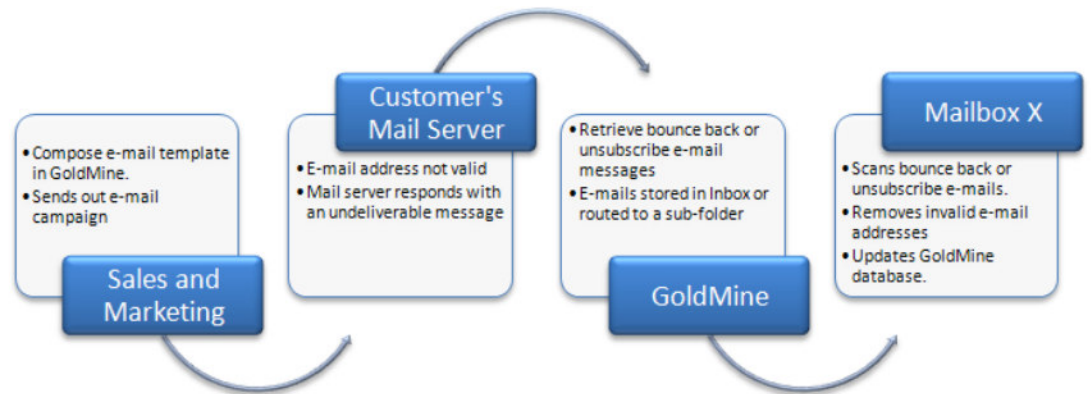 • Compose e-mail template
in GoldMine.
• Sends out e-mail
campaign
Sales and
Marketing
Customer's
Mail Server
• E-mail address not valid
• Mail server responds with
an undeliverable message
• Retrieve bounce back or
unsubscribe e-mail
messages
• E-mails stored in Inbox or
routed to a sub-folder
GoldMine
Mailbox X
• Scans bounce back or
unsubscribe e-mails.
• Removes invalid e-mail
addresses
• Updates GoldMine
database.